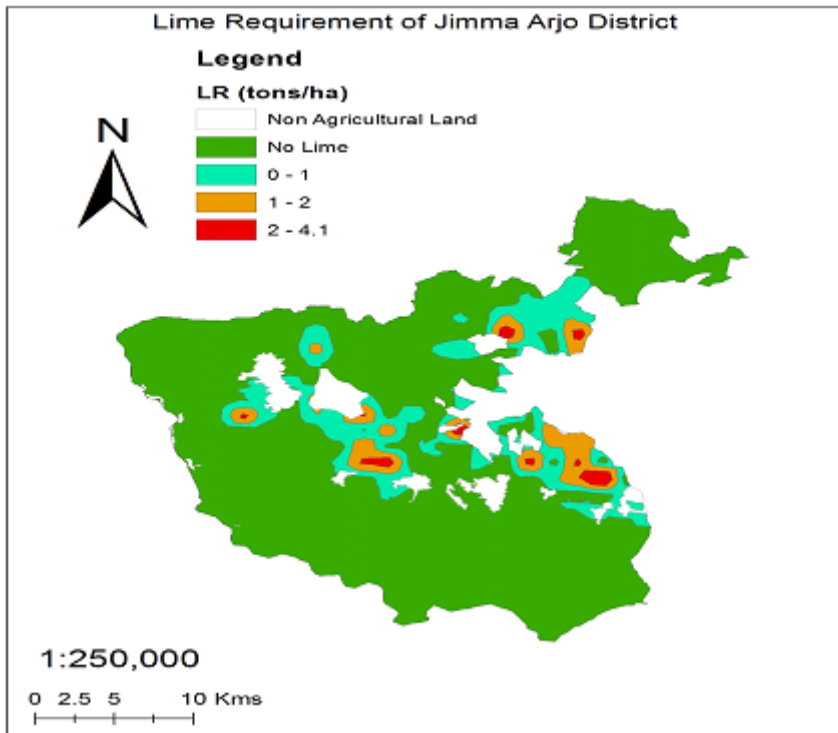 Lime Requirement of Jimma Arjo District
Legend
LR (tons/ha)
N
Non Agricultural Land
No Lime
0 - 1
1 - 2
2 - 4.1
1:250,000
0 2.5 5 10 Kms